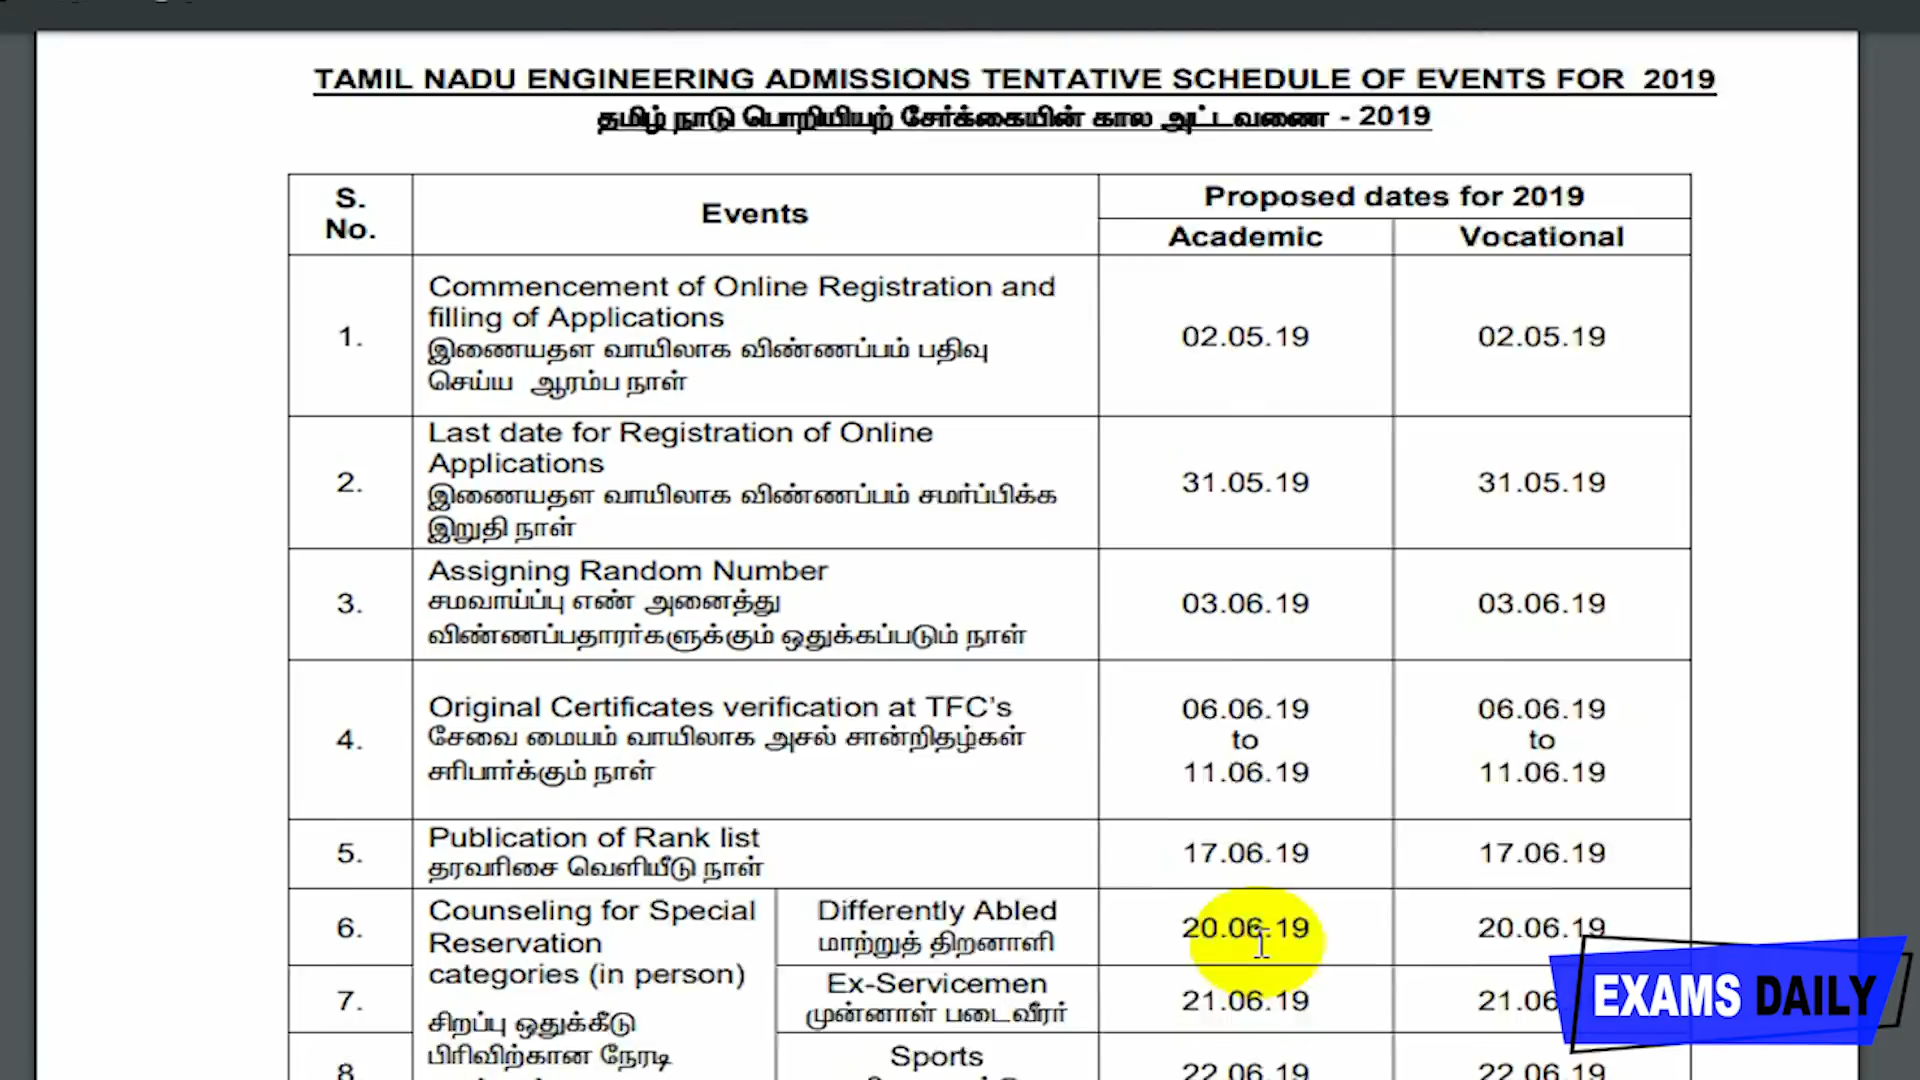 TAMIL NADU ENGINEERING ADMISSIONS TENTATIVE SCHEDULE OF EVENTS FOR 2019
தமிழ் நாடு பொறியியற் சேர்க்கையின் கால அட்டவணை - 2019
S. No.
Events
Proposed dates for 2019
Academic
Vocational
1.
Commencement of Online Registration and
filling of Applications
இணையதள வாயிலாக விண்ணப்பம் பதிவு
செய்ய ஆரம்ப நாள்
02.05.19
02.05.19
2.
Last date for Registration of Online
Applications
இணையதள வாயிலாக விண்ணப்பம் சமர்ப்பிக்க
இறுதி நாள்
31.05.19
31.05.19
3.
Assigning Random Number
சமவாய்ப்பு எண் அனைத்து
விண்ணப்பதாரர்களுக்கும் ஒதுக்கப்படும் நாள்
03.06.19
03.06.19
4.
Original Certificates verification at TFC's
சேவை மையம் வாயிலாக அசல் சான்றிதழ்கள்
சரிபார்க்கும் நாள்
06.06.19
to
11.06.19
06.06.19
to
11.06.19
5.
Publication of Rank list
தரவரிசை வெளியீடு நாள்
17.06.19
17.06.19
6.
Counseling for Special
Reservation
categories (in person)
சிறப்பு ஒதுக்கீடு
பிரிவிற்கான நேரடி
Differently Abled
மாற்றுத் திறனாளி
20.06.19
20.06.19
7.
Ex-Servicemen
முன்னாள் படைவீரர்
21.06.19
21.06
8
Sports
22.06.19
22.06.19
EXAMS DAILY